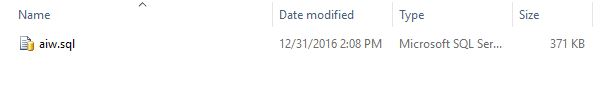 Name Date modified Type Size
aiw.sql 12/31/2016 2:08 PM Microsoft SQL Ser... 371 KB